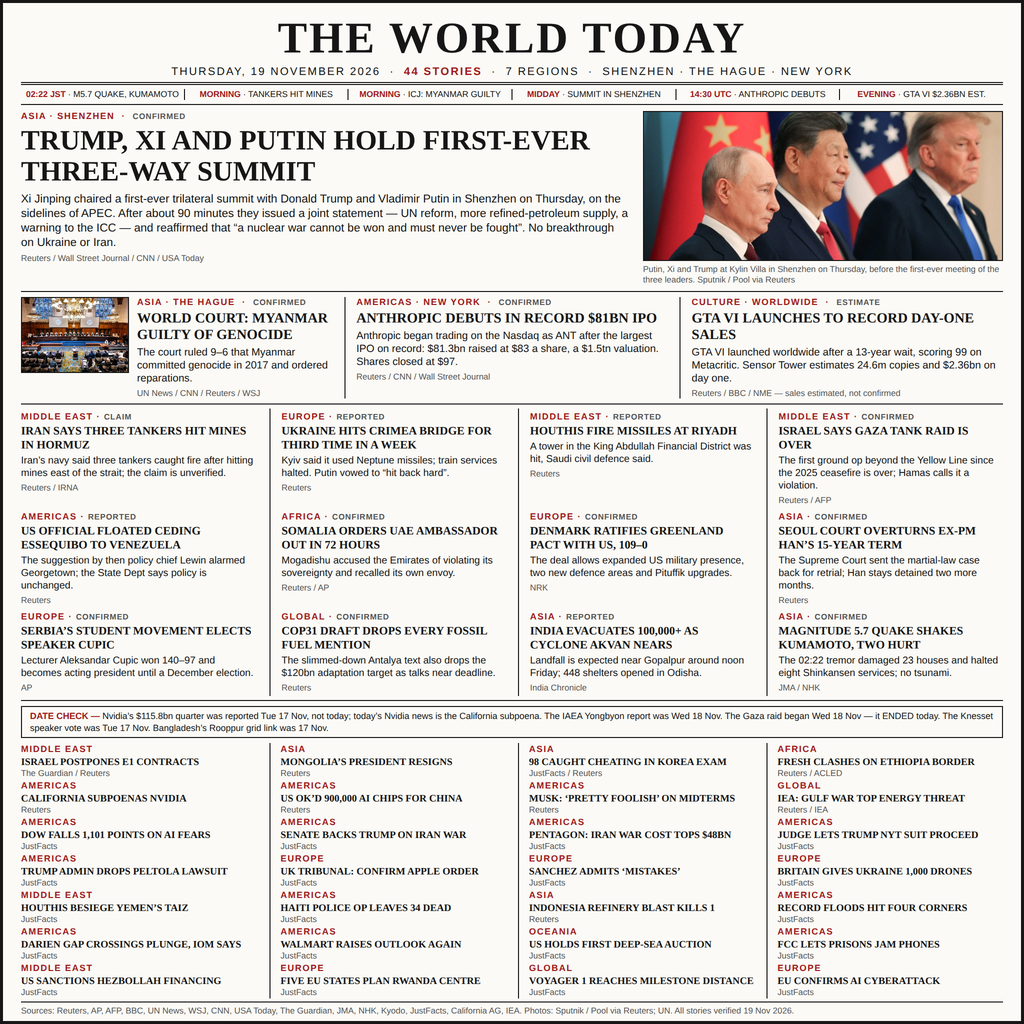 THE WORLD TODAY
THURSDAY, 19 NOVEMBER 2026 · 44 STORIES · 7 REGIONS · SHENZHEN · THE HAGUE · NEW YORK
02:22 JST · M5.7 QUAKE, KUMAMOTO
MORNING · TANKERS HIT MINES
MORNING · ICJ: MYANMAR GUILTY
MIDDAY · SUMMIT IN SHENZHEN
14:30 UTC · ANTHROPIC DEBUTS
EVENING · GTA VI $2.36BN EST.
ASIA · SHENZHEN · CONFIRMED
TRUMP, XI AND PUTIN HOLD FIRST-EVER
THREE-WAY SUMMIT
Xi Jinping chaired a first-ever trilateral summit with Donald Trump and Vladimir Putin in Shenzhen on Thursday, on the
sidelines of APEC. After about 90 minutes they issued a joint statement — UN reform, more refined-petroleum supply, a
warning to the ICC — and reaffirmed that “a nuclear war cannot be won and must never be fought”. No breakthrough
on Ukraine or Iran.
Reuters / Wall Street Journal / CNN / USA Today
Putin, Xi and Trump at Kylin Villa in Shenzhen on Thursday, before the first-ever meeting of the
three leaders. Sputnik / Pool via Reuters
ASIA · THE HAGUE · CONFIRMED
WORLD COURT: MYANMAR
GUILTY OF GENOCIDE
The court ruled 9–6 that Myanmar
committed genocide in 2017 and ordered
reparations.
UN News / CNN / Reuters / WSJ
AMERICAS · NEW YORK · CONFIRMED
ANTHROPIC DEBUTS IN RECORD $81BN IPO
Anthropic began trading on the Nasdaq as ANT after the largest
IPO on record: $81.3bn raised at $83 a share, a $1.5tn valuation.
Shares closed at $97.
Reuters / CNN / Wall Street Journal
CULTURE · WORLDWIDE · ESTIMATE
GTA VI LAUNCHES TO RECORD DAY-ONE
SALES
GTA VI launched worldwide after a 13-year wait, scoring 99 on
Metacritic. Sensor Tower estimates 24.6m copies and $2.36bn on
day one.
Reuters / BBC / NME — sales estimated, not confirmed
MIDDLE EAST · CLAIM
IRAN SAYS THREE TANKERS HIT MINES
IN HORMUZ
Iran’s navy said three tankers caught fire after hitting
mines east of the strait; the claim is unverified.
Reuters / IRNA
EUROPE · REPORTED
UKRAINE HITS CRIMEA BRIDGE FOR
THIRD TIME IN A WEEK
Kyiv said it used Neptune missiles; train services
halted. Putin vowed to “hit back hard”.
Reuters
MIDDLE EAST · REPORTED
HOUTHIS FIRE MISSILES AT RIYADH
A tower in the King Abdullah Financial District was
hit, Saudi civil defence said.
Reuters
MIDDLE EAST · CONFIRMED
ISRAEL SAYS GAZA TANK RAID IS
OVER
The first ground op beyond the Yellow Line since
the 2025 ceasefire is over; Hamas calls it a
violation.
Reuters / AFP
AMERICAS · REPORTED
US OFFICIAL FLOATED CEDING
ESSEQUIBO TO VENEZUELA
The suggestion by then policy chief Lewin alarmed
Georgetown; the State Dept says policy is
unchanged.
Reuters
AFRICA · CONFIRMED
SOMALIA ORDERS UAE AMBASSADOR
OUT IN 72 HOURS
Mogadishu accused the Emirates of violating its
sovereignty and recalled its own envoy.
Reuters / AP
EUROPE · CONFIRMED
DENMARK RATIFIES GREENLAND
PACT WITH US, 109–0
The deal allows expanded US military presence,
two new defence areas and Pituffik upgrades.
NRK
ASIA · CONFIRMED
SEOUL COURT OVERTURNS EX-PM
HAN’S 15-YEAR TERM
The Supreme Court sent the martial-law case
back for retrial; Han stays detained two more
months.
Reuters
EUROPE · CONFIRMED
SERBIA’S STUDENT MOVEMENT ELECTS
SPEAKER CUPIC
Lecturer Aleksandar Cupic won 140–97 and
becomes acting president until a December election.
AP
GLOBAL · CONFIRMED
COP31 DRAFT DROPS EVERY FOSSIL
FUEL MENTION
The slimmed-down Antalya text also drops the
$120bn adaptation target as talks near deadline.
Reuters
ASIA · REPORTED
INDIA EVACUATES 100,000+ AS
CYCLONE AKVAN NEARS
Landfall is expected near Gopalpur around noon
Friday; 448 shelters opened in Odisha.
India Chronicle
ASIA · CONFIRMED
MAGNITUDE 5.7 QUAKE SHAKES
KUMAMOTO, TWO HURT
The 02:22 tremor damaged 23 houses and halted
eight Shinkansen services; no tsunami.
JMA / NHK
DATE CHECK — Nvidia’s $115.8bn quarter was reported Tue 17 Nov, not today; today’s Nvidia news is the California subpoena. The IAEA Yongbyon report was Wed 18 Nov. The Gaza raid began Wed 18 Nov — it ENDED today. The Knesset
speaker vote was Tue 17 Nov. Bangladesh’s Rooppur grid link was 17 Nov.
MIDDLE EAST
ISRAEL POSTPONES E1 CONTRACTS
The Guardian / Reuters
ASIA
MONGOLIA’S PRESIDENT RESIGNS
Reuters
ASIA
98 CAUGHT CHEATING IN KOREA EXAM
JustFacts / Reuters
AFRICA
FRESH CLASHES ON ETHIOPIA BORDER
Reuters / ACLED
AMERICAS
CALIFORNIA SUBPOENAS NVIDIA
Reuters
AMERICAS
US OK’D 900,000 AI CHIPS FOR CHINA
Reuters
AMERICAS
MUSK: ‘PRETTY FOOLISH’ ON MIDTERMS
JustFacts
GLOBAL
IEA: GULF WAR TOP ENERGY THREAT
Reuters / IEA
AMERICAS
DOW FALLS 1,101 POINTS ON AI FEARS
JustFacts
AMERICAS
SENATE BACKS TRUMP ON IRAN WAR
JustFacts
AMERICAS
PENTAGON: IRAN WAR COST TOPS $48BN
JustFacts
AMERICAS
JUDGE LETS TRUMP NYT SUIT PROCEED
JustFacts
AMERICAS
TRUMP ADMIN DROPS PELTOLA LAWSUIT
JustFacts
EUROPE
UK TRIBUNAL: CONFIRM APPLE ORDER
JustFacts
EUROPE
SANCHEZ ADMITS ‘MISTAKES’
JustFacts
EUROPE
BRITAIN GIVES UKRAINE 1,000 DRONES
JustFacts
MIDDLE EAST
HOUTHIS BESIEGE YEMEN’S TAIZ
JustFacts
AMERICAS
HAITI POLICE OP LEAVES 34 DEAD
JustFacts
ASIA
INDONESIA REFINERY BLAST KILLS 1
Reuters
AMERICAS
RECORD FLOODS HIT FOUR CORNERS
JustFacts
AMERICAS
DARIEN GAP CROSSINGS PLUNGE, IOM SAYS
JustFacts
AMERICAS
WALMART RAISES OUTLOOK AGAIN
JustFacts
OCEANIA
US HOLDS FIRST DEEP-SEA AUCTION
JustFacts
AMERICAS
FCC LETS PRISONS JAM PHONES
JustFacts
MIDDLE EAST
US SANCTIONS HEZBOLLAH FINANCING
JustFacts
EUROPE
FIVE EU STATES PLAN RWANDA CENTRE
JustFacts
GLOBAL
VOYAGER 1 REACHES MILESTONE DISTANCE
JustFacts
EUROPE
EU CONFIRMS AI CYBERATTACK
JustFacts
Sources: Reuters, AP, AFP, BBC, UN News, WSJ, CNN, USA Today, The Guardian, JMA, NHK, Kyodo, JustFacts, California AG, IEA. Photos: Sputnik / Pool via Reuters; UN. All stories verified 19 Nov 2026.